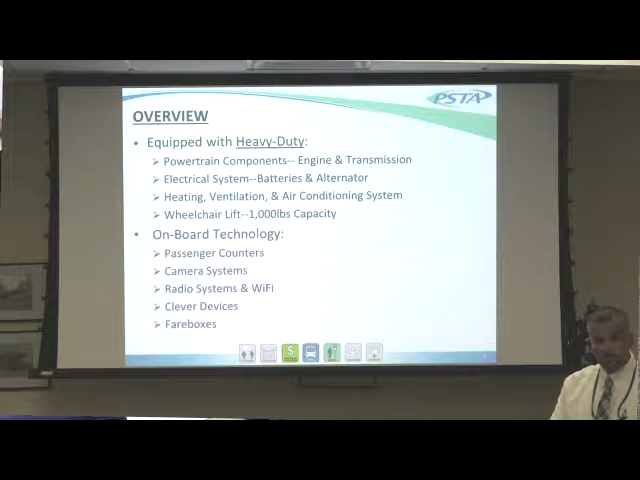 PSTA
OVERVIEW
• Equipped with Heavy-Duty:
➢ Powertrain Components-- Engine & Transmission
➢ Electrical System--Batteries & Alternator
➢ Heating, Ventilation, & Air Conditioning System
➢ Wheelchair Lift--1,000lbs Capacity
• On-Board Technology:
➢ Passenger Counters
➢ Camera Systems
➢ Radio Systems & WiFi
➢ Clever Devices
➢ Fareboxes
$